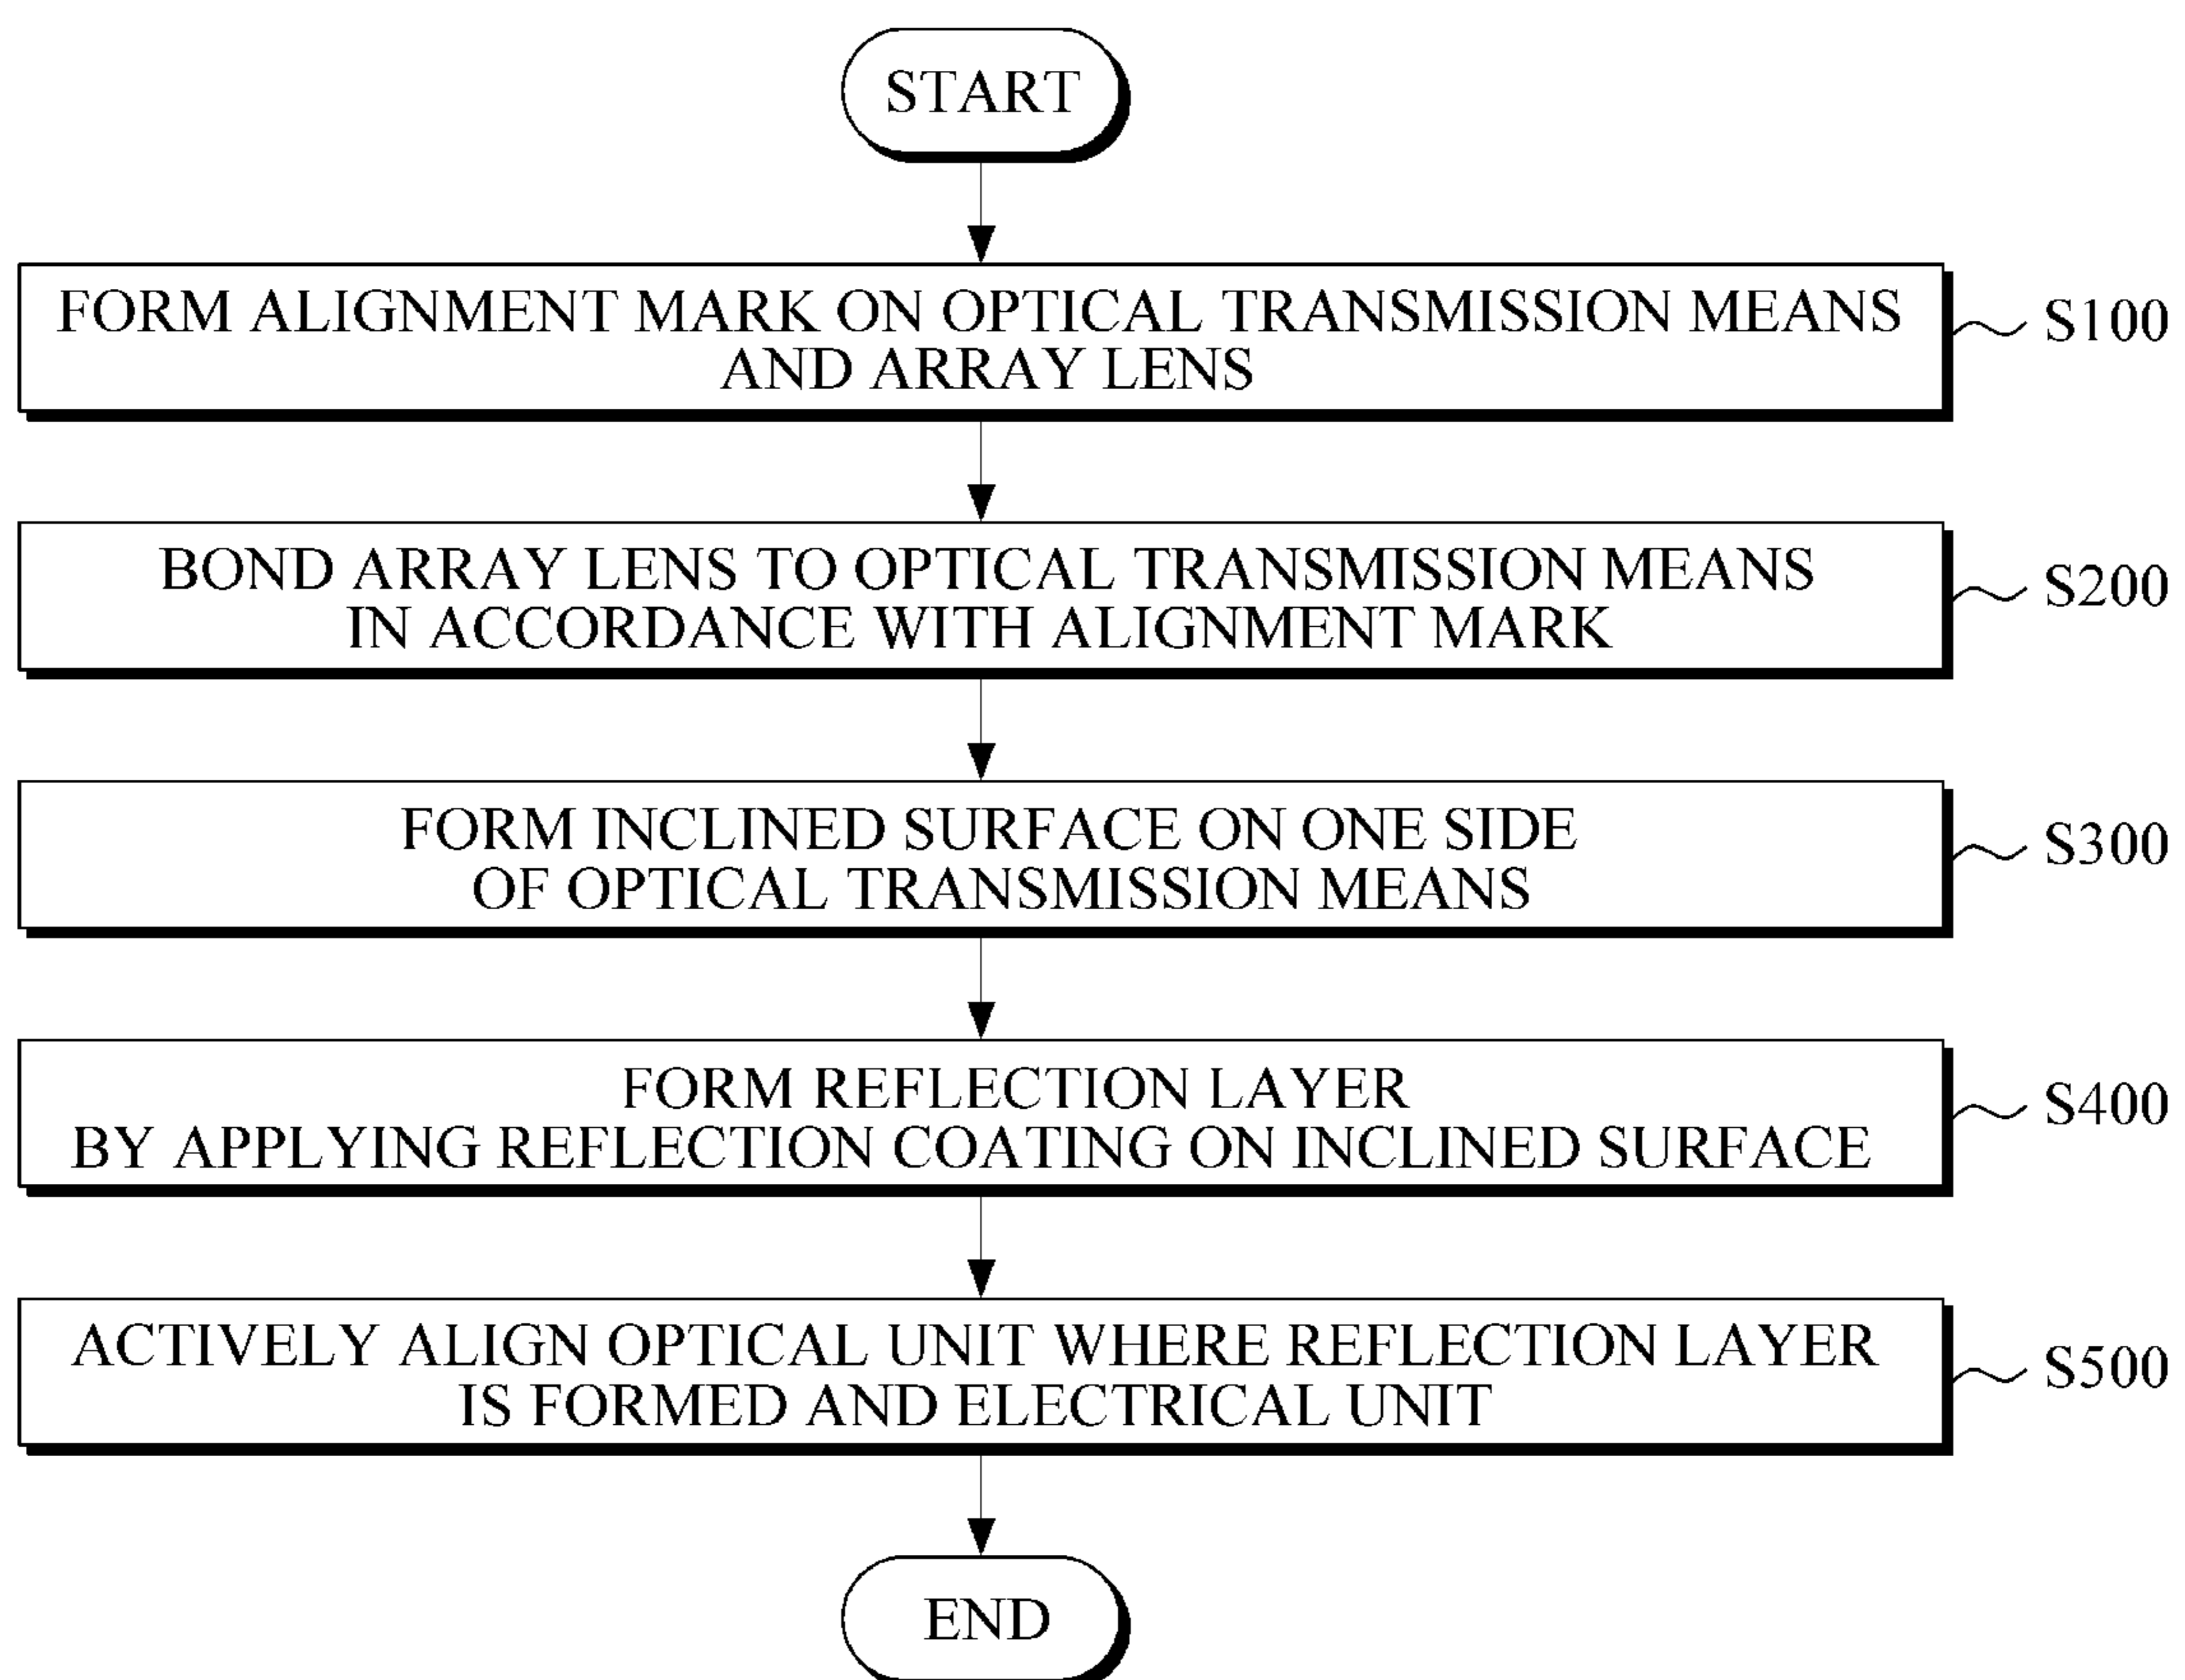 START
FORM ALIGNMENT MARK ON OPTICAL TRANSMISSION MEANS
AND ARRAY LENS
S100
BOND ARRAY LENS TO OPTICAL TRANSMISSION MEANS
IN ACCORDANCE WITH ALIGNMENT MARK
S200
FORM INCLINED SURFACE ON ONE SIDE
OF OPTICAL TRANSMISSION MEANS
S300
FORM REFLECTION LAYER
BY APPLYING REFLECTION COATING ON INCLINED SURFACE
S400
ACTIVELY ALIGN OPTICAL UNIT WHERE REFLECTION LAYER
IS FORMED AND ELECTRICAL UNIT
S500
END